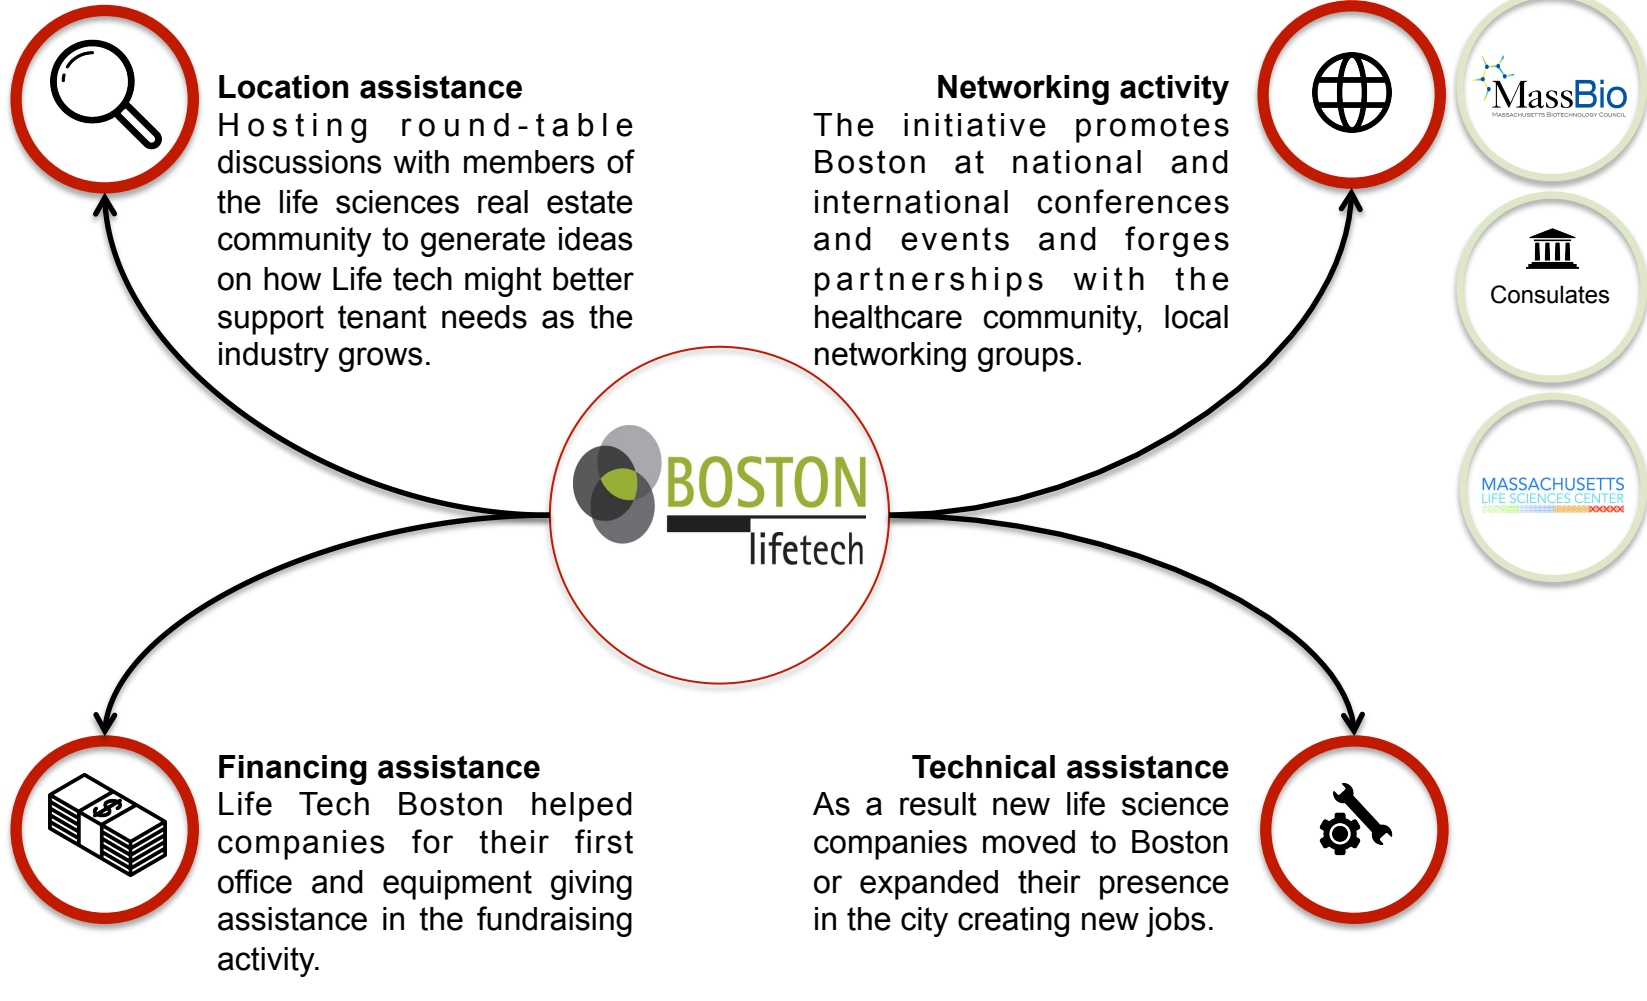 Location assistance
Hosting round-table
discussions with members of
the life sciences real estate
community to generate ideas
on how Life tech might better
support tenant needs as the
industry grows.
Networking activity
The initiative promotes
Boston at national and
international conferences
and events and forges
partnerships with the
healthcare community, local
networking groups.
MassBio
MASSACHUSETTS BIOTECHNOLOGY COUNCIL
Consulates
MASSACHUSETTS
LIFE SCIENCES CENTER
BOSTON
lifetech
Financing assistance
Life Tech Boston helped
companies for their first
office and equipment giving
assistance in the fundraising
activity.
$
Technical assistance
As a result new life science
companies moved to Boston
or expanded their presence
in the city creating new jobs.